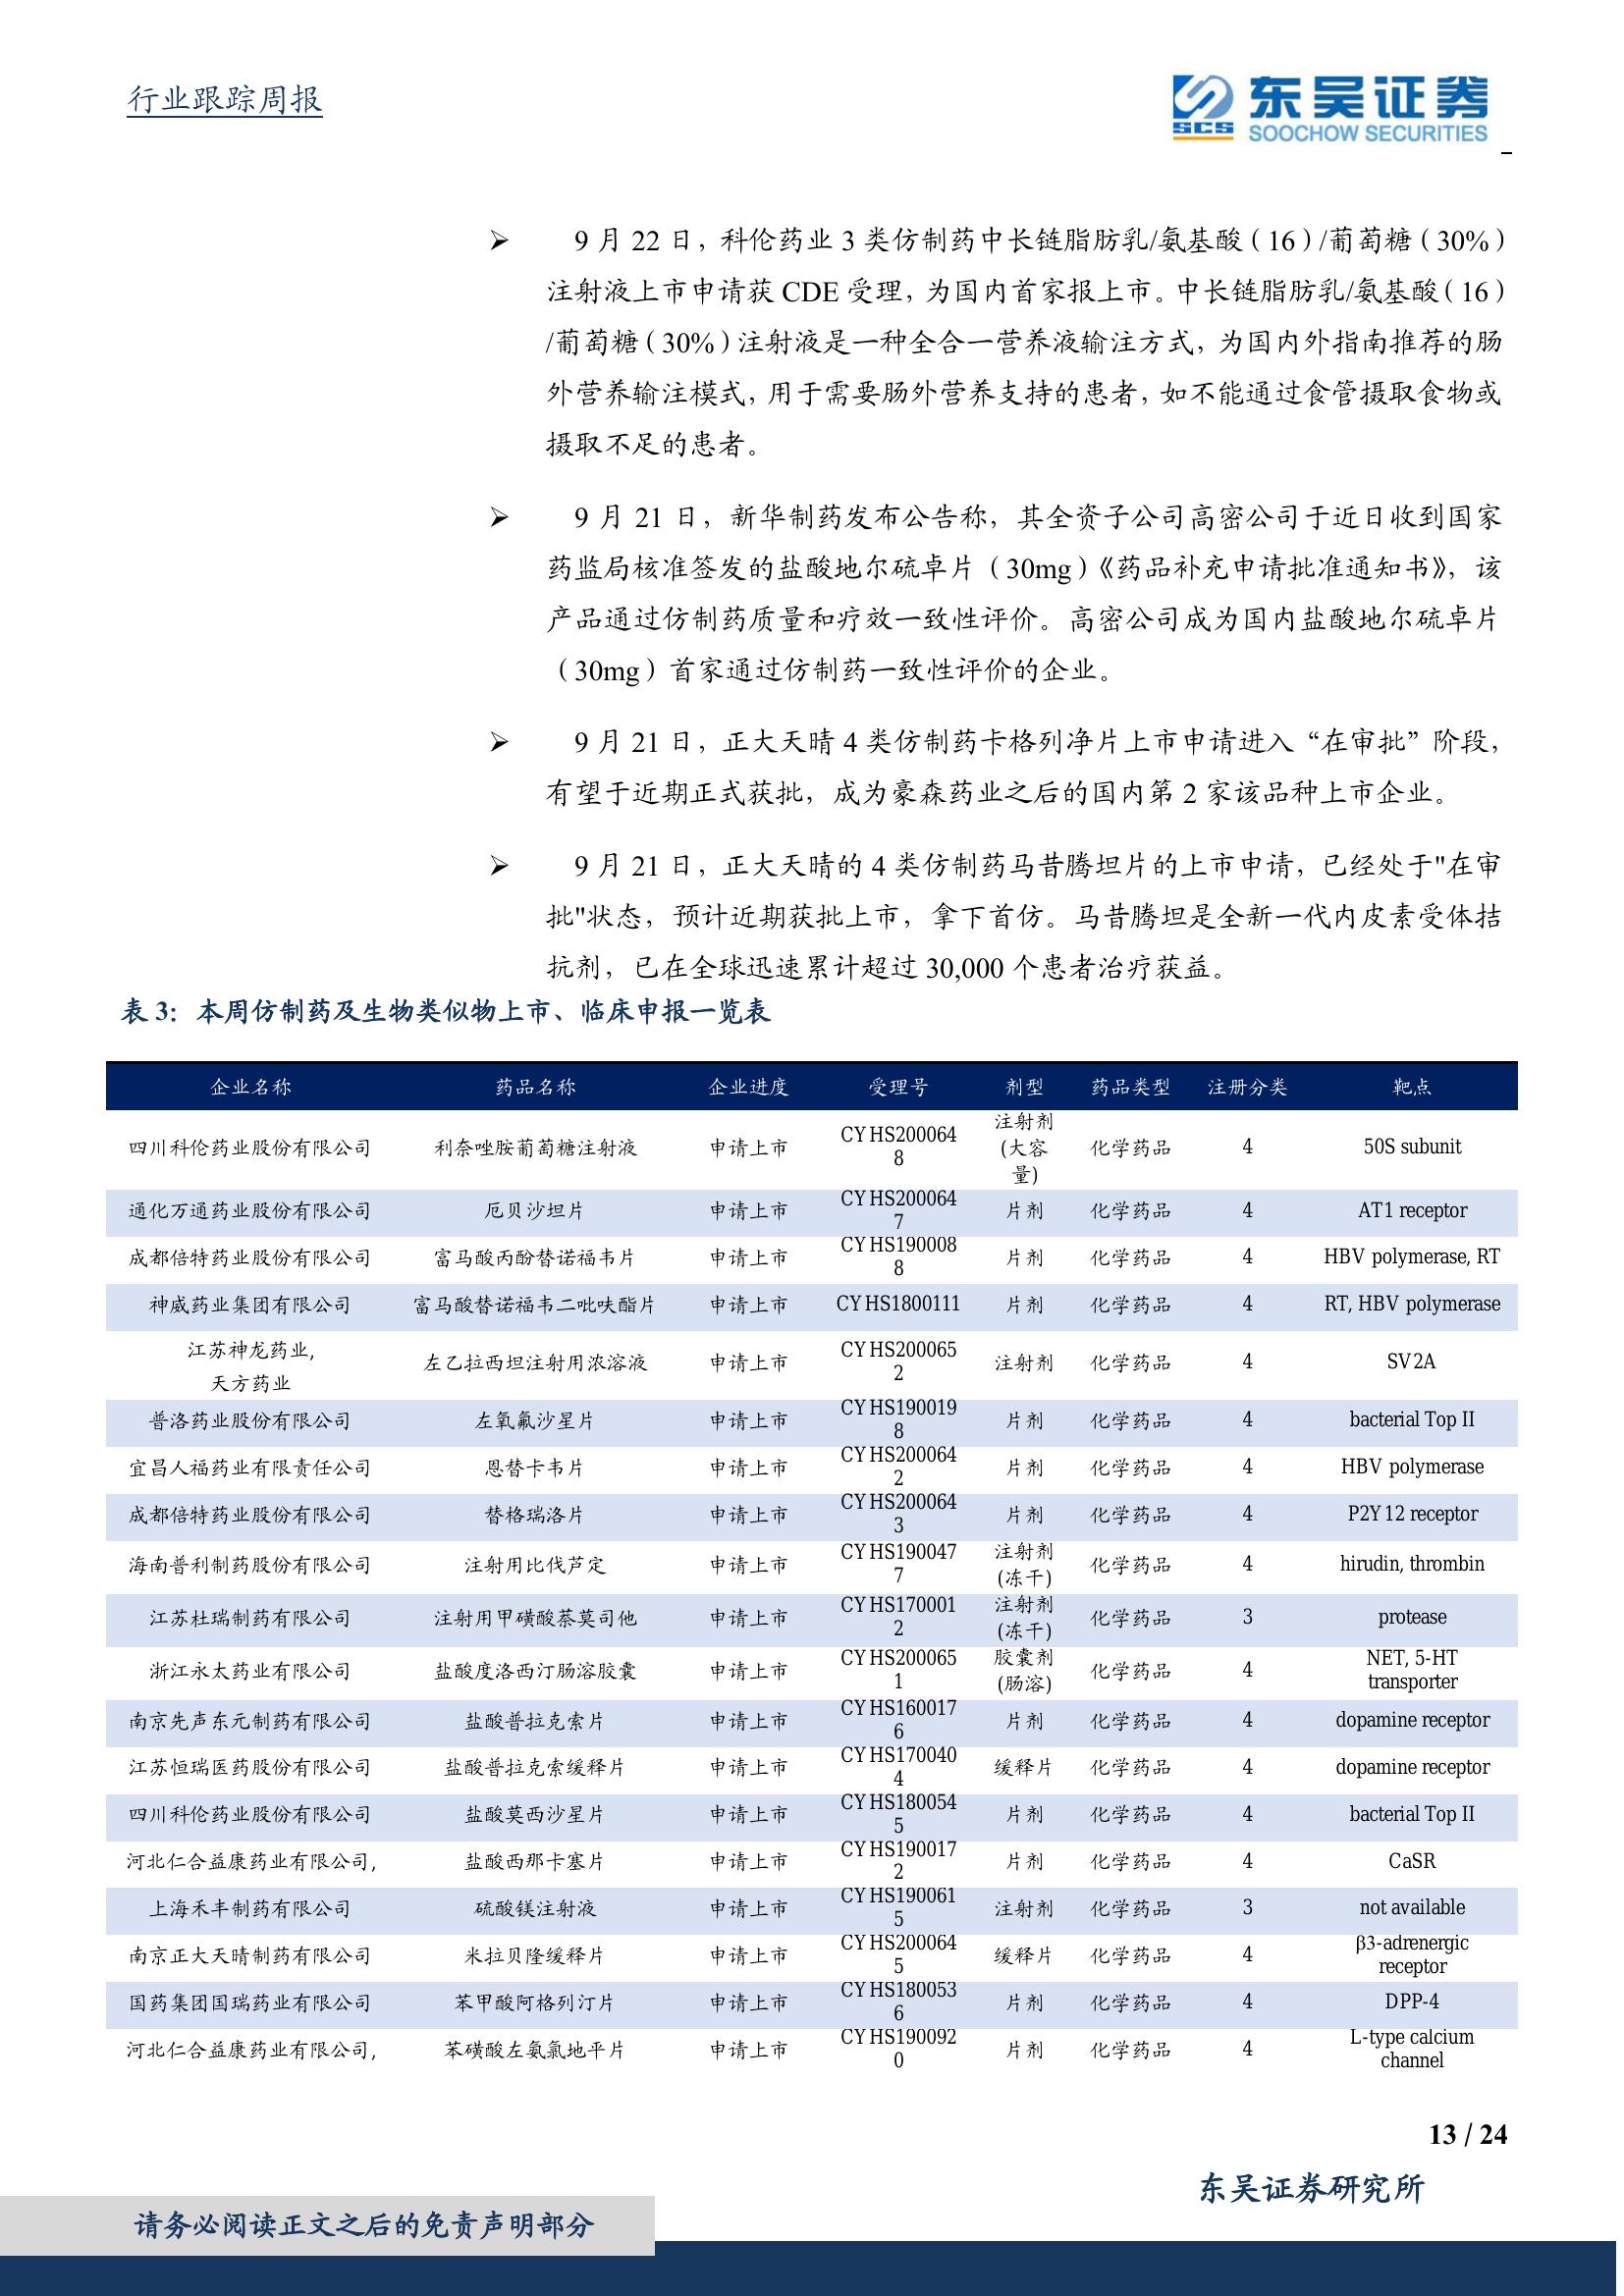 行业跟踪周报
东吴证券
SCS
SOOCHOW SECURITIES
➢ 9 月 22 日，科伦药业 3 类仿制药中长链脂肪乳/氨基酸（16）/葡萄糖（30%）
注射液上市申请获 CDE 受理，为国内首家报上市。中长链脂肪乳/氨基酸（16）
/葡萄糖（30%）注射液是一种全合一营养液输注方式，为国内外指南推荐的肠
外营养输注模式，用于需要肠外营养支持的患者，如不能通过食管摄取食物或
摄取不足的患者。
➢ 9 月 21 日，新华制药发布公告称，其全资子公司高密公司于近日收到国家
药监局核准签发的盐酸地尔硫卓片（30mg）《药品补充申请批准通知书》，该
产品通过仿制药质量和疗效一致性评价。高密公司成为国内盐酸地尔硫卓片
（30mg）首家通过仿制药一致性评价的企业。
➢ 9 月 21 日，正大天晴 4 类仿制药卡格列净片上市申请进入“在审批”阶段，
有望于近期正式获批，成为豪森药业之后的国内第 2 家该品种上市企业。
➢ 9 月 21 日，正大天晴的 4 类仿制药马昔腾坦片的上市申请，已经处于"在审
批"状态，预计近期获批上市，拿下首仿。马昔腾坦是全新一代内皮素受体拮
抗剂，已在全球迅速累计超过 30,000 个患者治疗获益。
表 3：本周仿制药及生物类似物上市、临床申报一览表
企业名称 药品名称 企业进度 受理号 剂型 药品类型 注册分类 靶点
四川科伦药业股份有限公司 利奈唑胺葡萄糖注射液 申请上市 CYHS2000648 注射剂(大容量) 化学药品 4 50S subunit
通化万通药业股份有限公司 厄贝沙坦片 申请上市 CYHS2000647 片剂 化学药品 4 AT1 receptor
成都倍特药业股份有限公司 富马酸丙酚替诺福韦片 申请上市 CYHS1900088 片剂 化学药品 4 HBV polymerase, RT
神威药业集团有限公司 富马酸替诺福韦二吡呋酯片 申请上市 CYHS1800111 片剂 化学药品 4 RT, HBV polymerase
江苏神龙药业, 天方药业 左乙拉西坦注射用浓溶液 申请上市 CYHS2000652 注射剂 化学药品 4 SV2A
普洛药业股份有限公司 左氧氟沙星片 申请上市 CYHS1900198 片剂 化学药品 4 bacterial Top II
宜昌人福药业有限责任公司 恩替卡韦片 申请上市 CYHS2000642 片剂 化学药品 4 HBV polymerase
成都倍特药业股份有限公司 替格瑞洛片 申请上市 CYHS2000643 片剂 化学药品 4 P2Y12 receptor
海南普利制药股份有限公司 注射用比伐芦定 申请上市 CYHS1900477 注射剂(冻干) 化学药品 4 hirudin, thrombin
江苏杜瑞制药有限公司 注射用甲磺酸萘莫司他 申请上市 CYHS1700012 注射剂(冻干) 化学药品 3 protease
浙江永太药业有限公司 盐酸度洛西汀肠溶胶囊 申请上市 CYHS2000651 胶囊剂(肠溶) 化学药品 4 NET, 5-HT transporter
南京先声东元制药有限公司 盐酸普拉克索片 申请上市 CYHS1600176 片剂 化学药品 4 dopamine receptor
江苏恒瑞医药股份有限公司 盐酸普拉克索缓释片 申请上市 CYHS1700404 缓释片 化学药品 4 dopamine receptor
四川科伦药业股份有限公司 盐酸莫西沙星片 申请上市 CYHS1800545 片剂 化学药品 4 bacterial Top II
河北仁合益康药业有限公司, 盐酸西那卡塞片 申请上市 CYHS1900172 片剂 化学药品 4 CaSR
上海禾丰制药有限公司 硫酸镁注射液 申请上市 CYHS1900615 注射剂 化学药品 3 not available
南京正大天晴制药有限公司 米拉贝隆缓释片 申请上市 CYHS2000645 缓释片 化学药品 4 β3-adrenergic receptor
国药集团国瑞药业有限公司 苯甲酸阿格列汀片 申请上市 CYHS1800536 片剂 化学药品 4 DPP-4
河北仁合益康药业有限公司, 苯磺酸左氨氯地平片 申请上市 CYHS1900920 片剂 化学药品 4 L-type calcium channel
13 / 24
东吴证券研究所
请务必阅读正文之后的免责声明部分